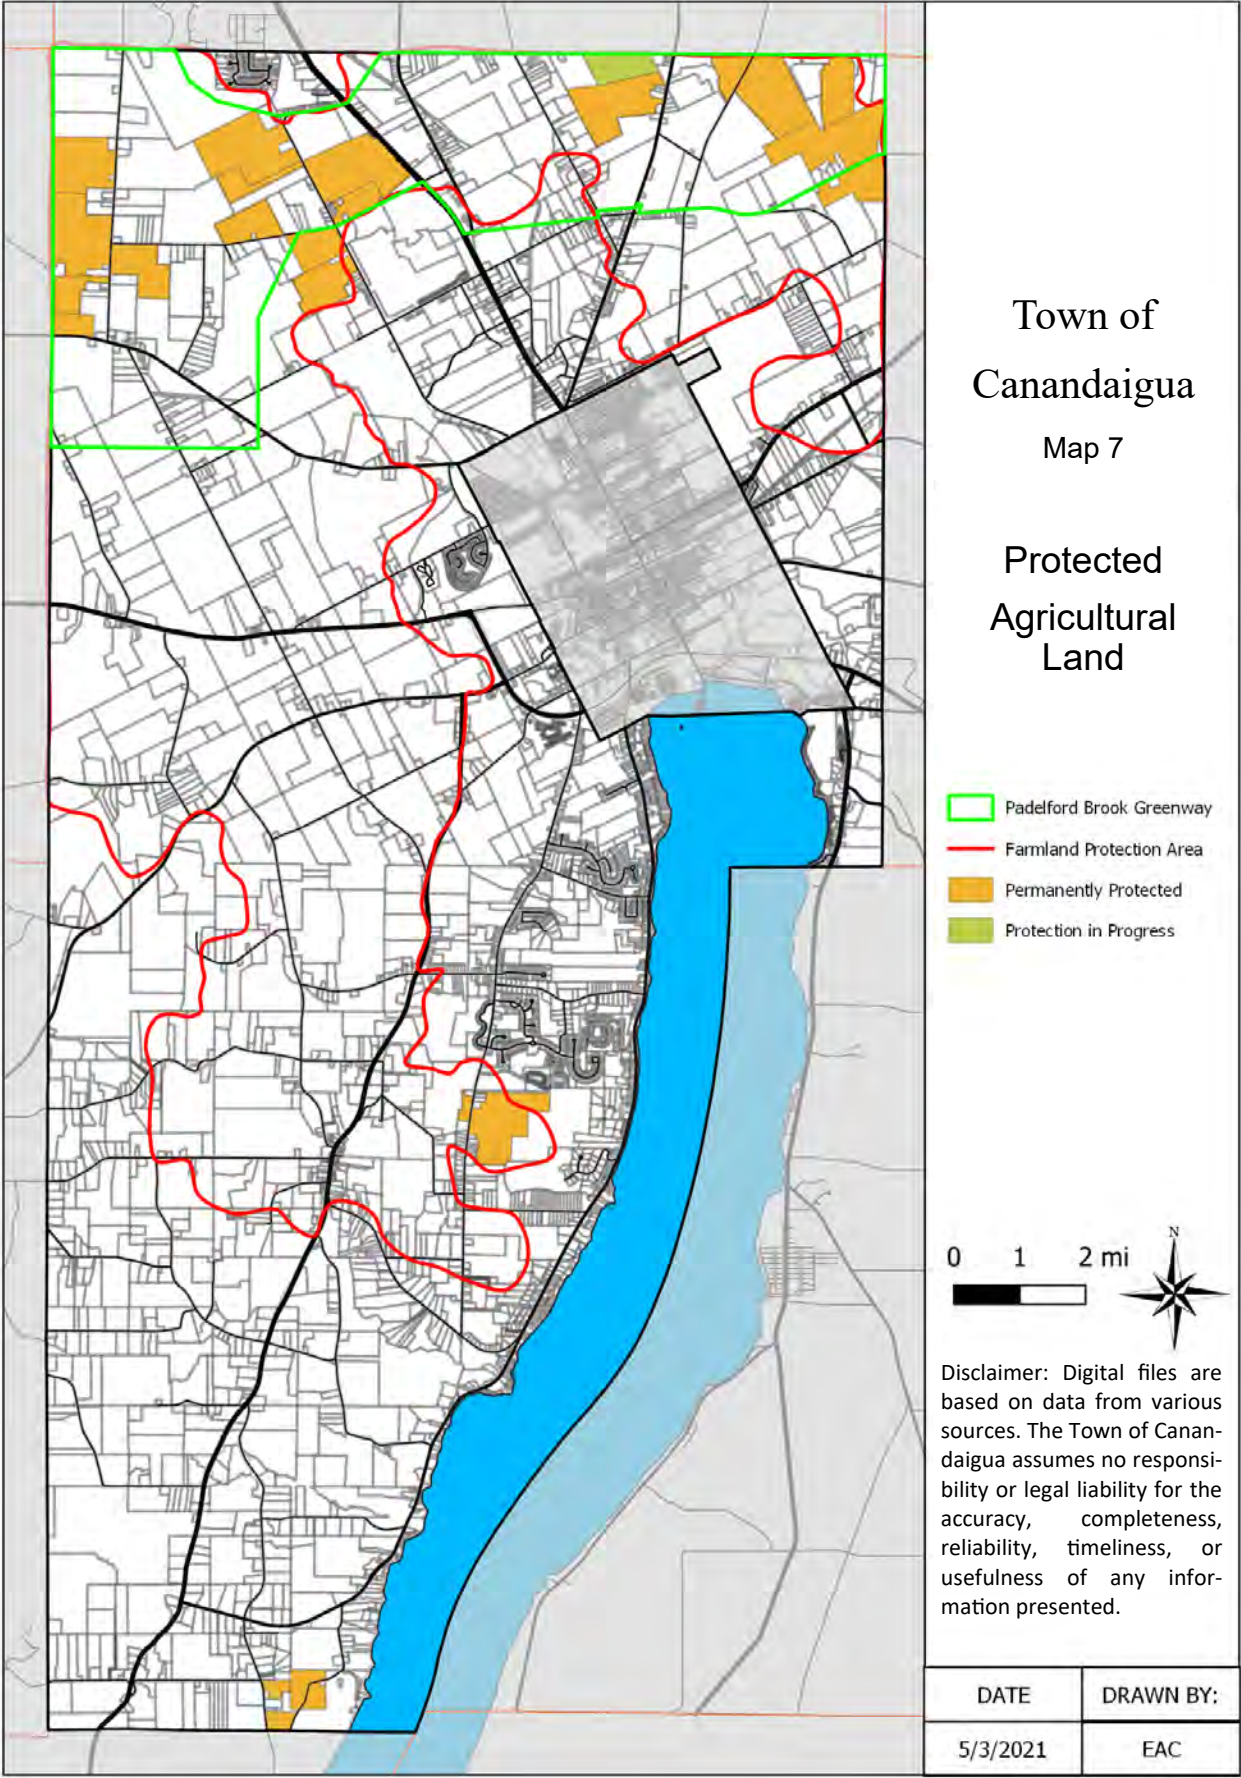 Town of
Canandaigua
Map 7
Protected
Agricultural
Land
Padelford Brook Greenway
Farmland Protection Area
Permanently Protected
Protection in Progress
0 1 2 mi
N
Disclaimer: Digital files are
based on data from various
sources. The Town of Canan-
daigua assumes no responsi-
bility or legal liability for the
accuracy, completeness,
reliability, timeliness, or
usefulness of any infor-
mation presented.
DATE DRAWN BY:
5/3/2021 EAC